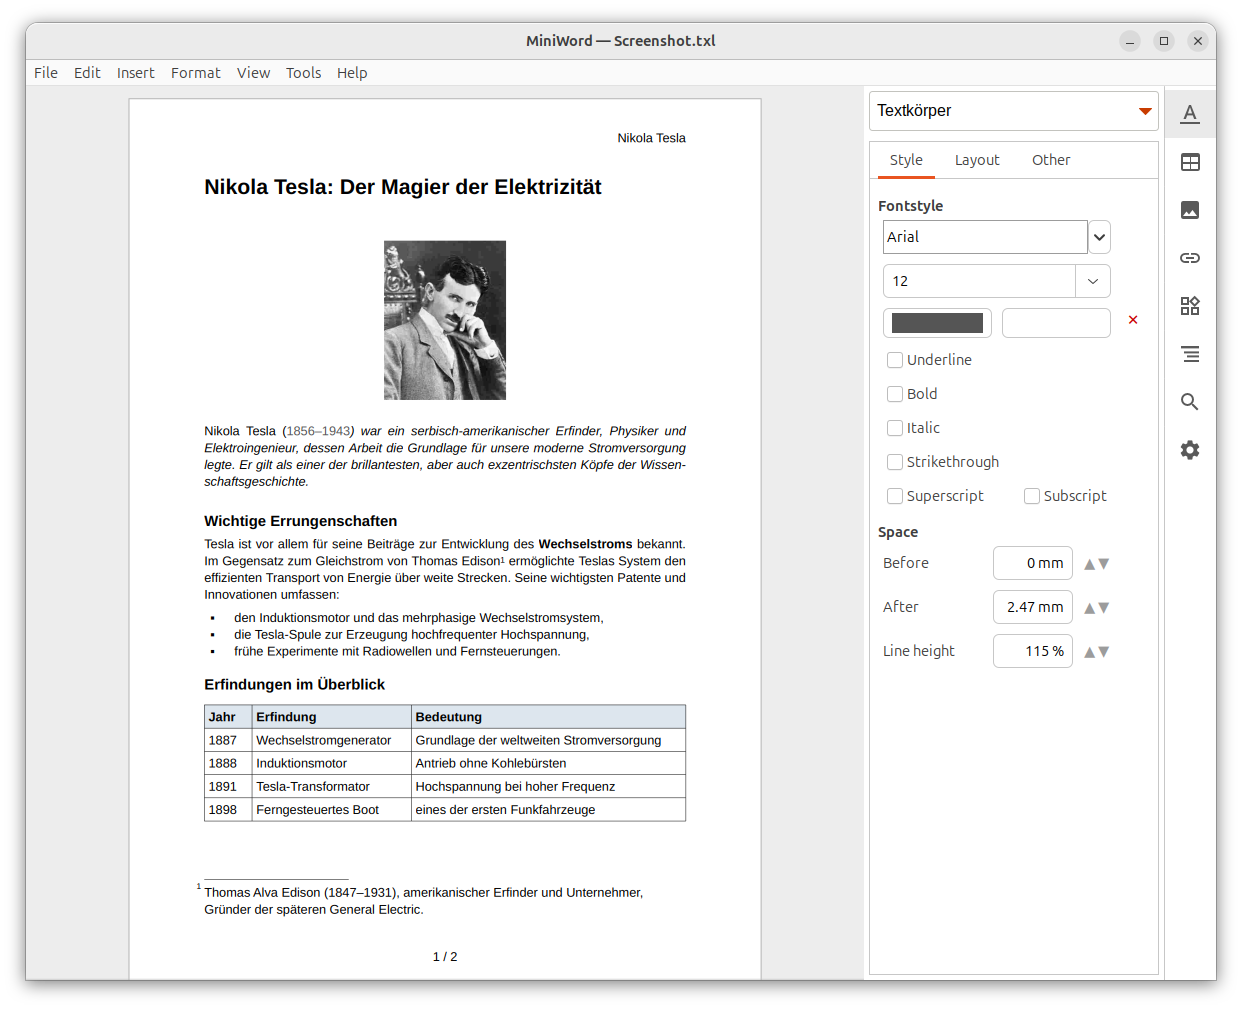 MiniWord — Screenshot.txl
File Edit Insert Format View Tools Help
Nikola Tesla
Nikola Tesla: Der Magier der Elektrizität
Nikola Tesla (1856–1943) war ein serbisch-amerikanischer Erfinder, Physiker und
Elektroingenieur, dessen Arbeit die Grundlage für unsere moderne Stromversorgung
legte. Er gilt als einer der brillantesten, aber auch exzentrischsten Köpfe der Wissen-
schaftsgeschichte.
Wichtige Errungenschaften
Tesla ist vor allem für seine Beiträge zur Entwicklung des Wechselstroms bekannt.
Im Gegensatz zum Gleichstrom von Thomas Edison¹ ermöglichte Teslas System den
effizienten Transport von Energie über weite Strecken. Seine wichtigsten Patente und
Innovationen umfassen:
▪ den Induktionsmotor und das mehrphasige Wechselstromsystem,
▪ die Tesla-Spule zur Erzeugung hochfrequenter Hochspannung,
▪ frühe Experimente mit Radiowellen und Fernsteuerungen.
Erfindungen im Überblick
Jahr Erfindung Bedeutung
1887 Wechselstromgenerator Grundlage der weltweiten Stromversorgung
1888 Induktionsmotor Antrieb ohne Kohlebürsten
1891 Tesla-Transformator Hochspannung bei hoher Frequenz
1898 Ferngesteuertes Boot eines der ersten Funkfahrzeuge
¹ Thomas Alva Edison (1847–1931), amerikanischer Erfinder und Unternehmer,
Gründer der späteren General Electric.
1 / 2
Textkörper
Style Layout Other
Fontstyle
Arial
12
Underline
Bold
Italic
Strikethrough
Superscript Subscript
Space
Before 0 mm
After 2.47 mm
Line height 115 %